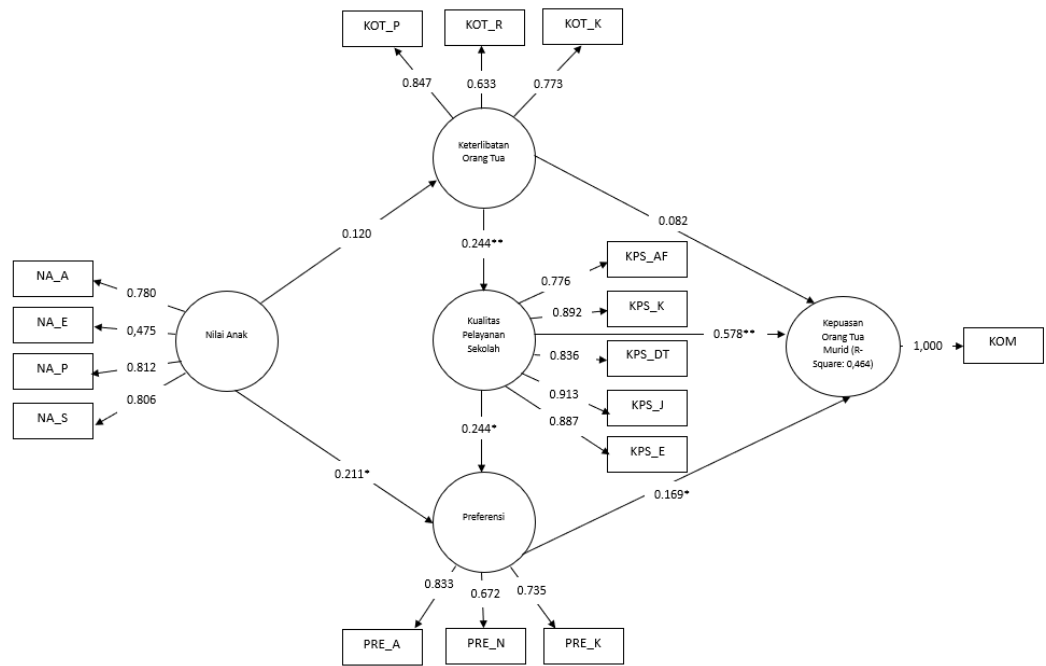 KOT_P
KOT_R
KOT_K
0.847
0.633
0.773
Keterlibatan
Orang Tua
0.120
0.082
0.244**
NA_A
NA_E
NA_P
NA_S
0.780
0,475
0.812
0.806
Nilai Anak
Kualitas
Pelayanan
Sekolah
0.776
0.892
0.836
0.913
0.887
KPS_AF
KPS_K
KPS_DT
KPS_J
KPS_E
0.578**
Kepuasan
Orang Tua
Murid (R-
Square: 0,464)
1,000
KOM
0.244*
0.211*
0.169*
Preferensi
0.833
0.672
0.735
PRE_A
PRE_N
PRE_K